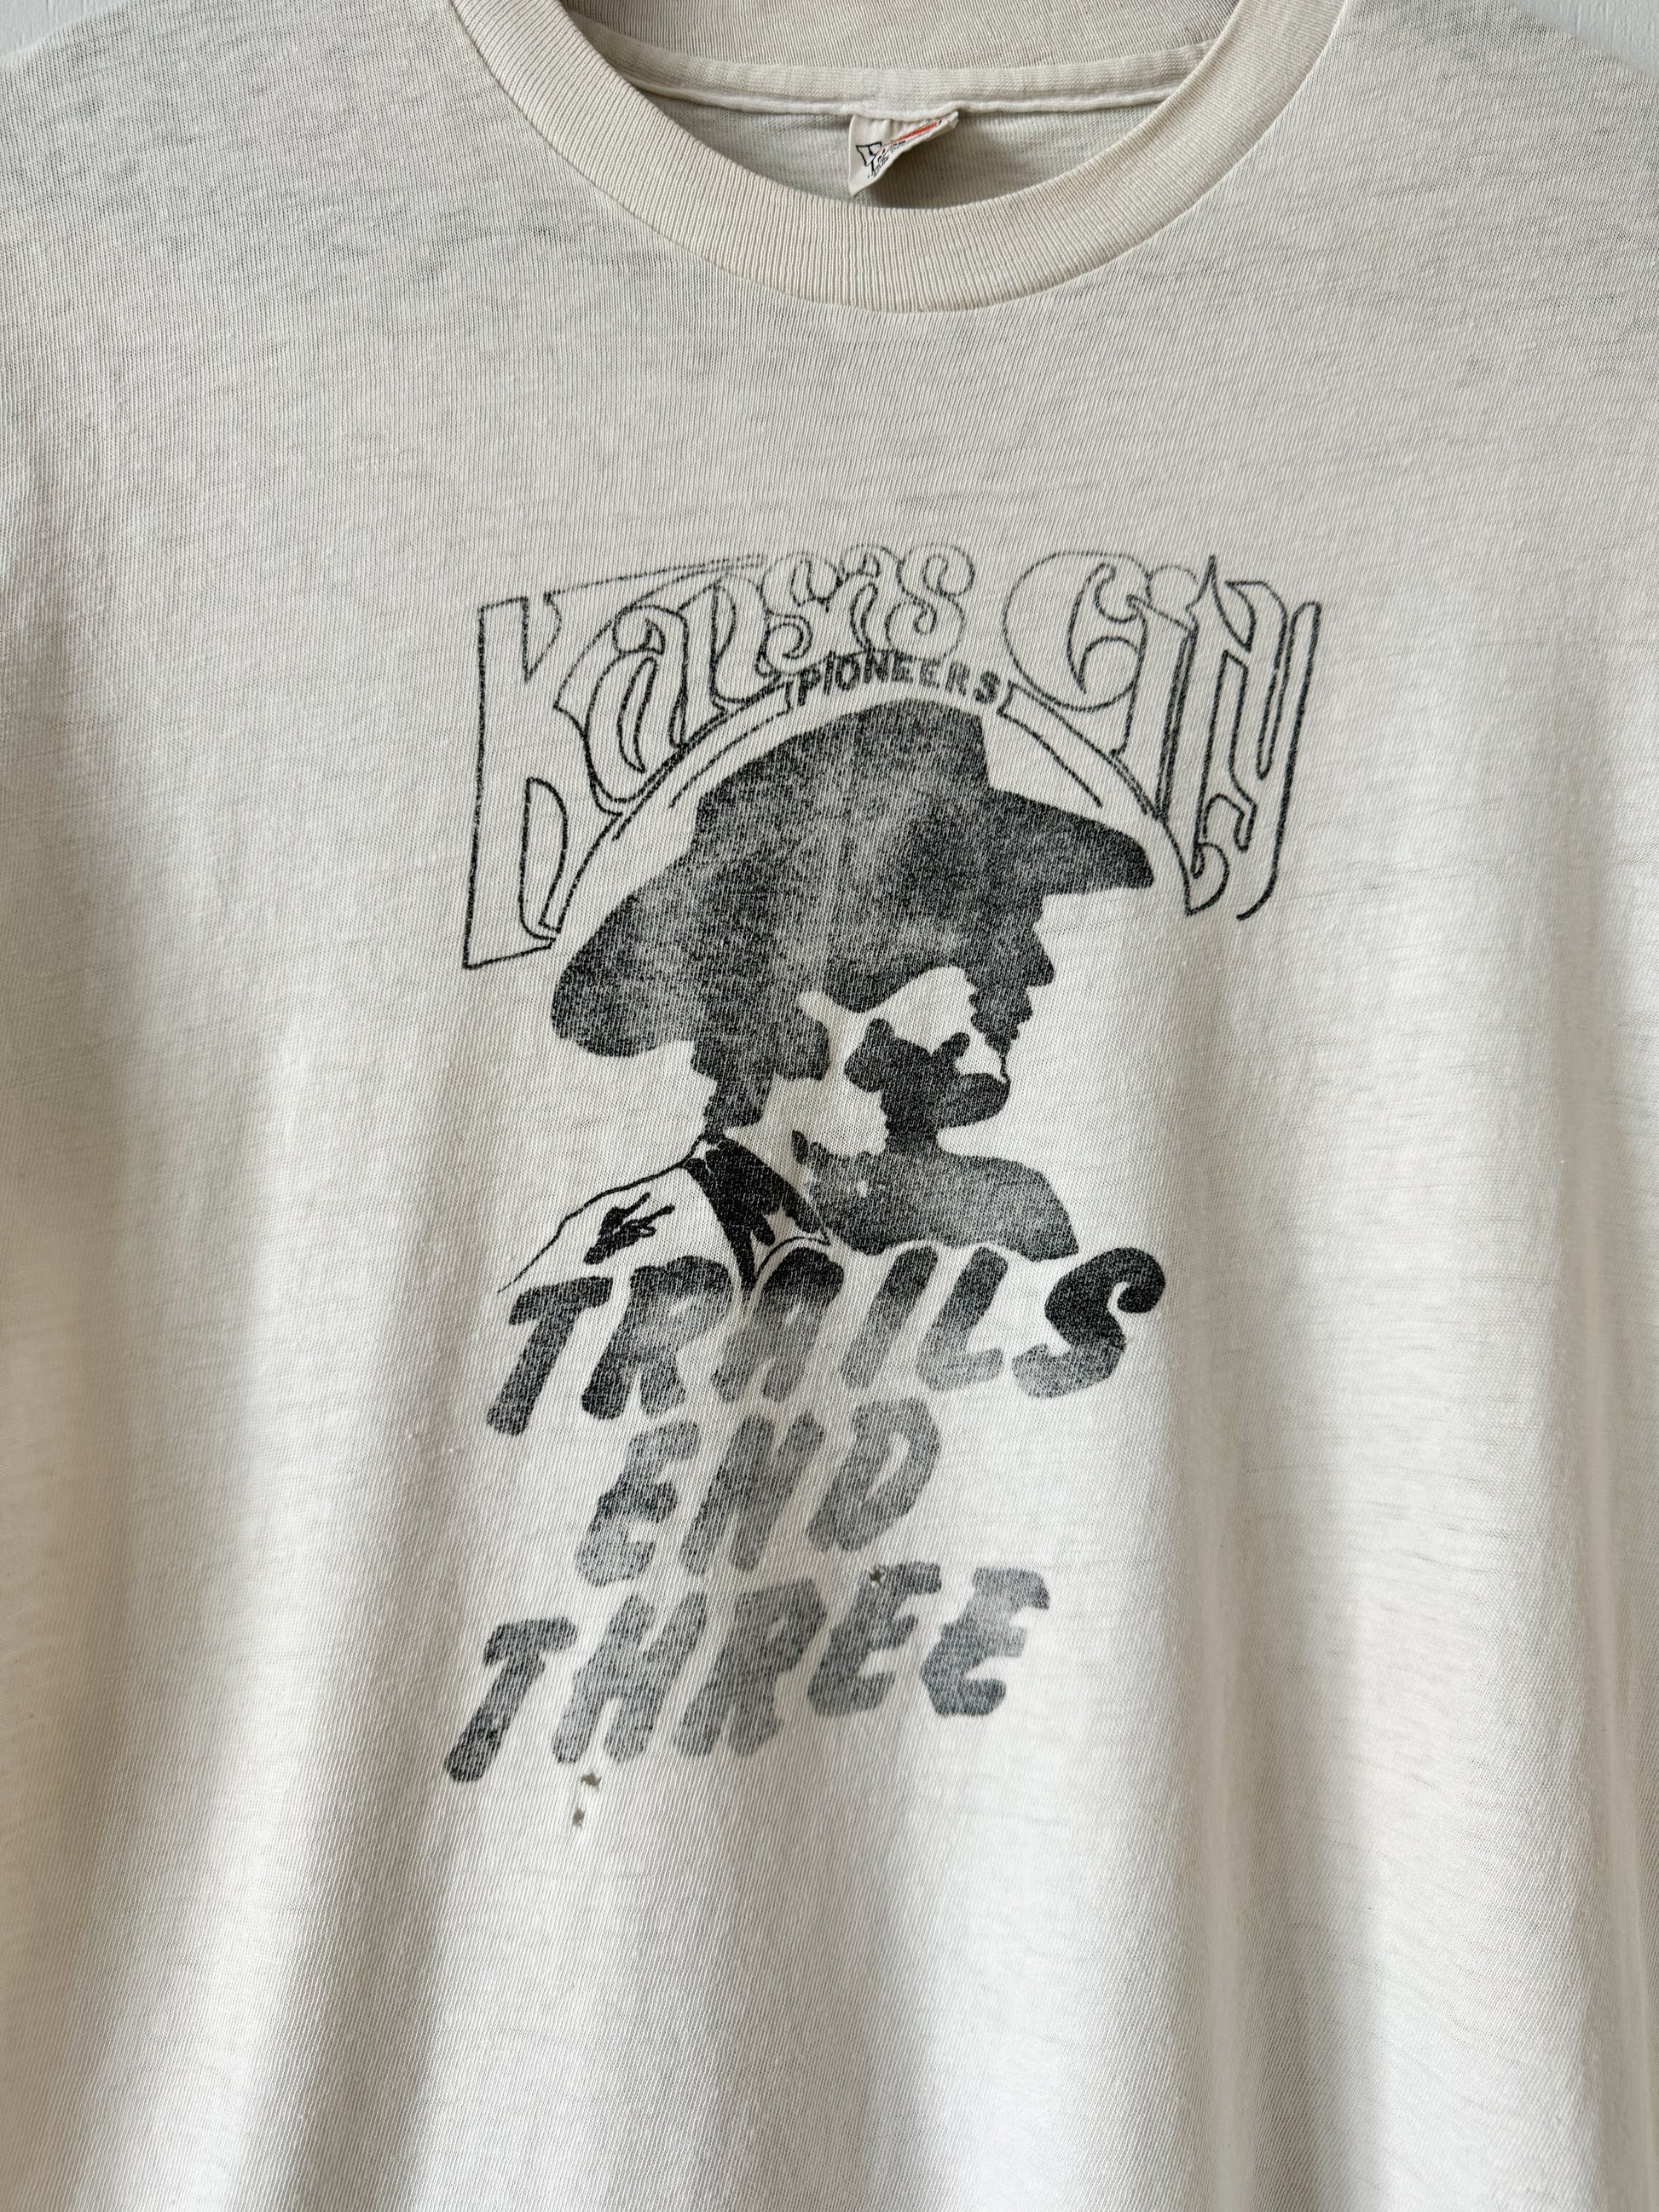 Kansas City
PIONEERS
TRAILS
END
THREE